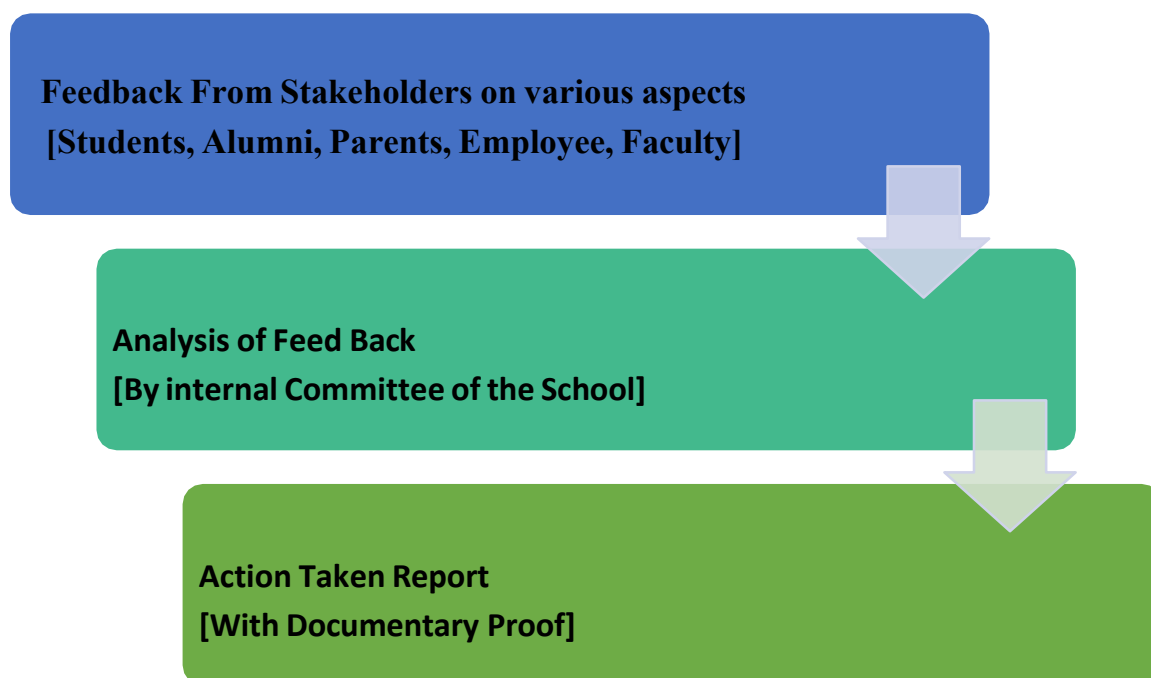 Feedback From Stakeholders on various aspects
[Students, Alumni, Parents, Employee, Faculty]
Analysis of Feed Back
[By internal Committee of the School]
Action Taken Report
[With Documentary Proof]